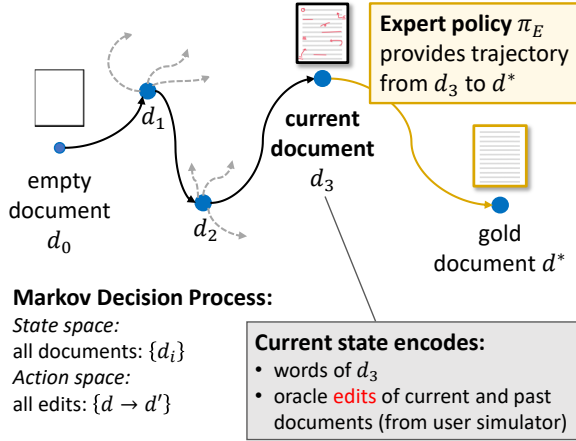 Expert policy π_E
provides trajectory
from d_3 to d*
d_1
current
document
d_3
empty
document
d_0
d_2
gold
document d*
Markov Decision Process:
State space:
all documents: {d_i}
Action space:
all edits: {d → d′}
Current state encodes:
• words of d_3
• oracle edits of current and past
documents (from user simulator)